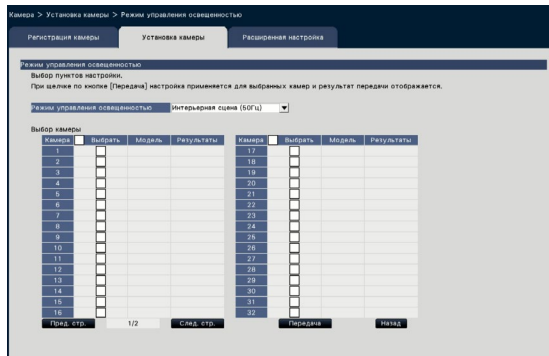 Камера > Установка камеры > Режим управления освещенностью
Регистрация камеры Установка камеры Расширенная настройка
Режим управления освещенностью
Выбор пунктов настройки.
При щелчке по кнопке [Передача] настройка применяется для выбранных камер и результат передачи отображается.
Режим управления освещенностью Интерьерная сцена (50Гц)
Выбор камеры
Камера Выбрать Модель Результаты Камера Выбрать Модель Результаты
1 17
2 18
3 19
4 20
5 21
6 22
7 23
8 24
9 25
10 26
11 27
12 28
13 29
14 30
15 31
16 32
Пред. стр. 1/2 След. стр. Передача Назад